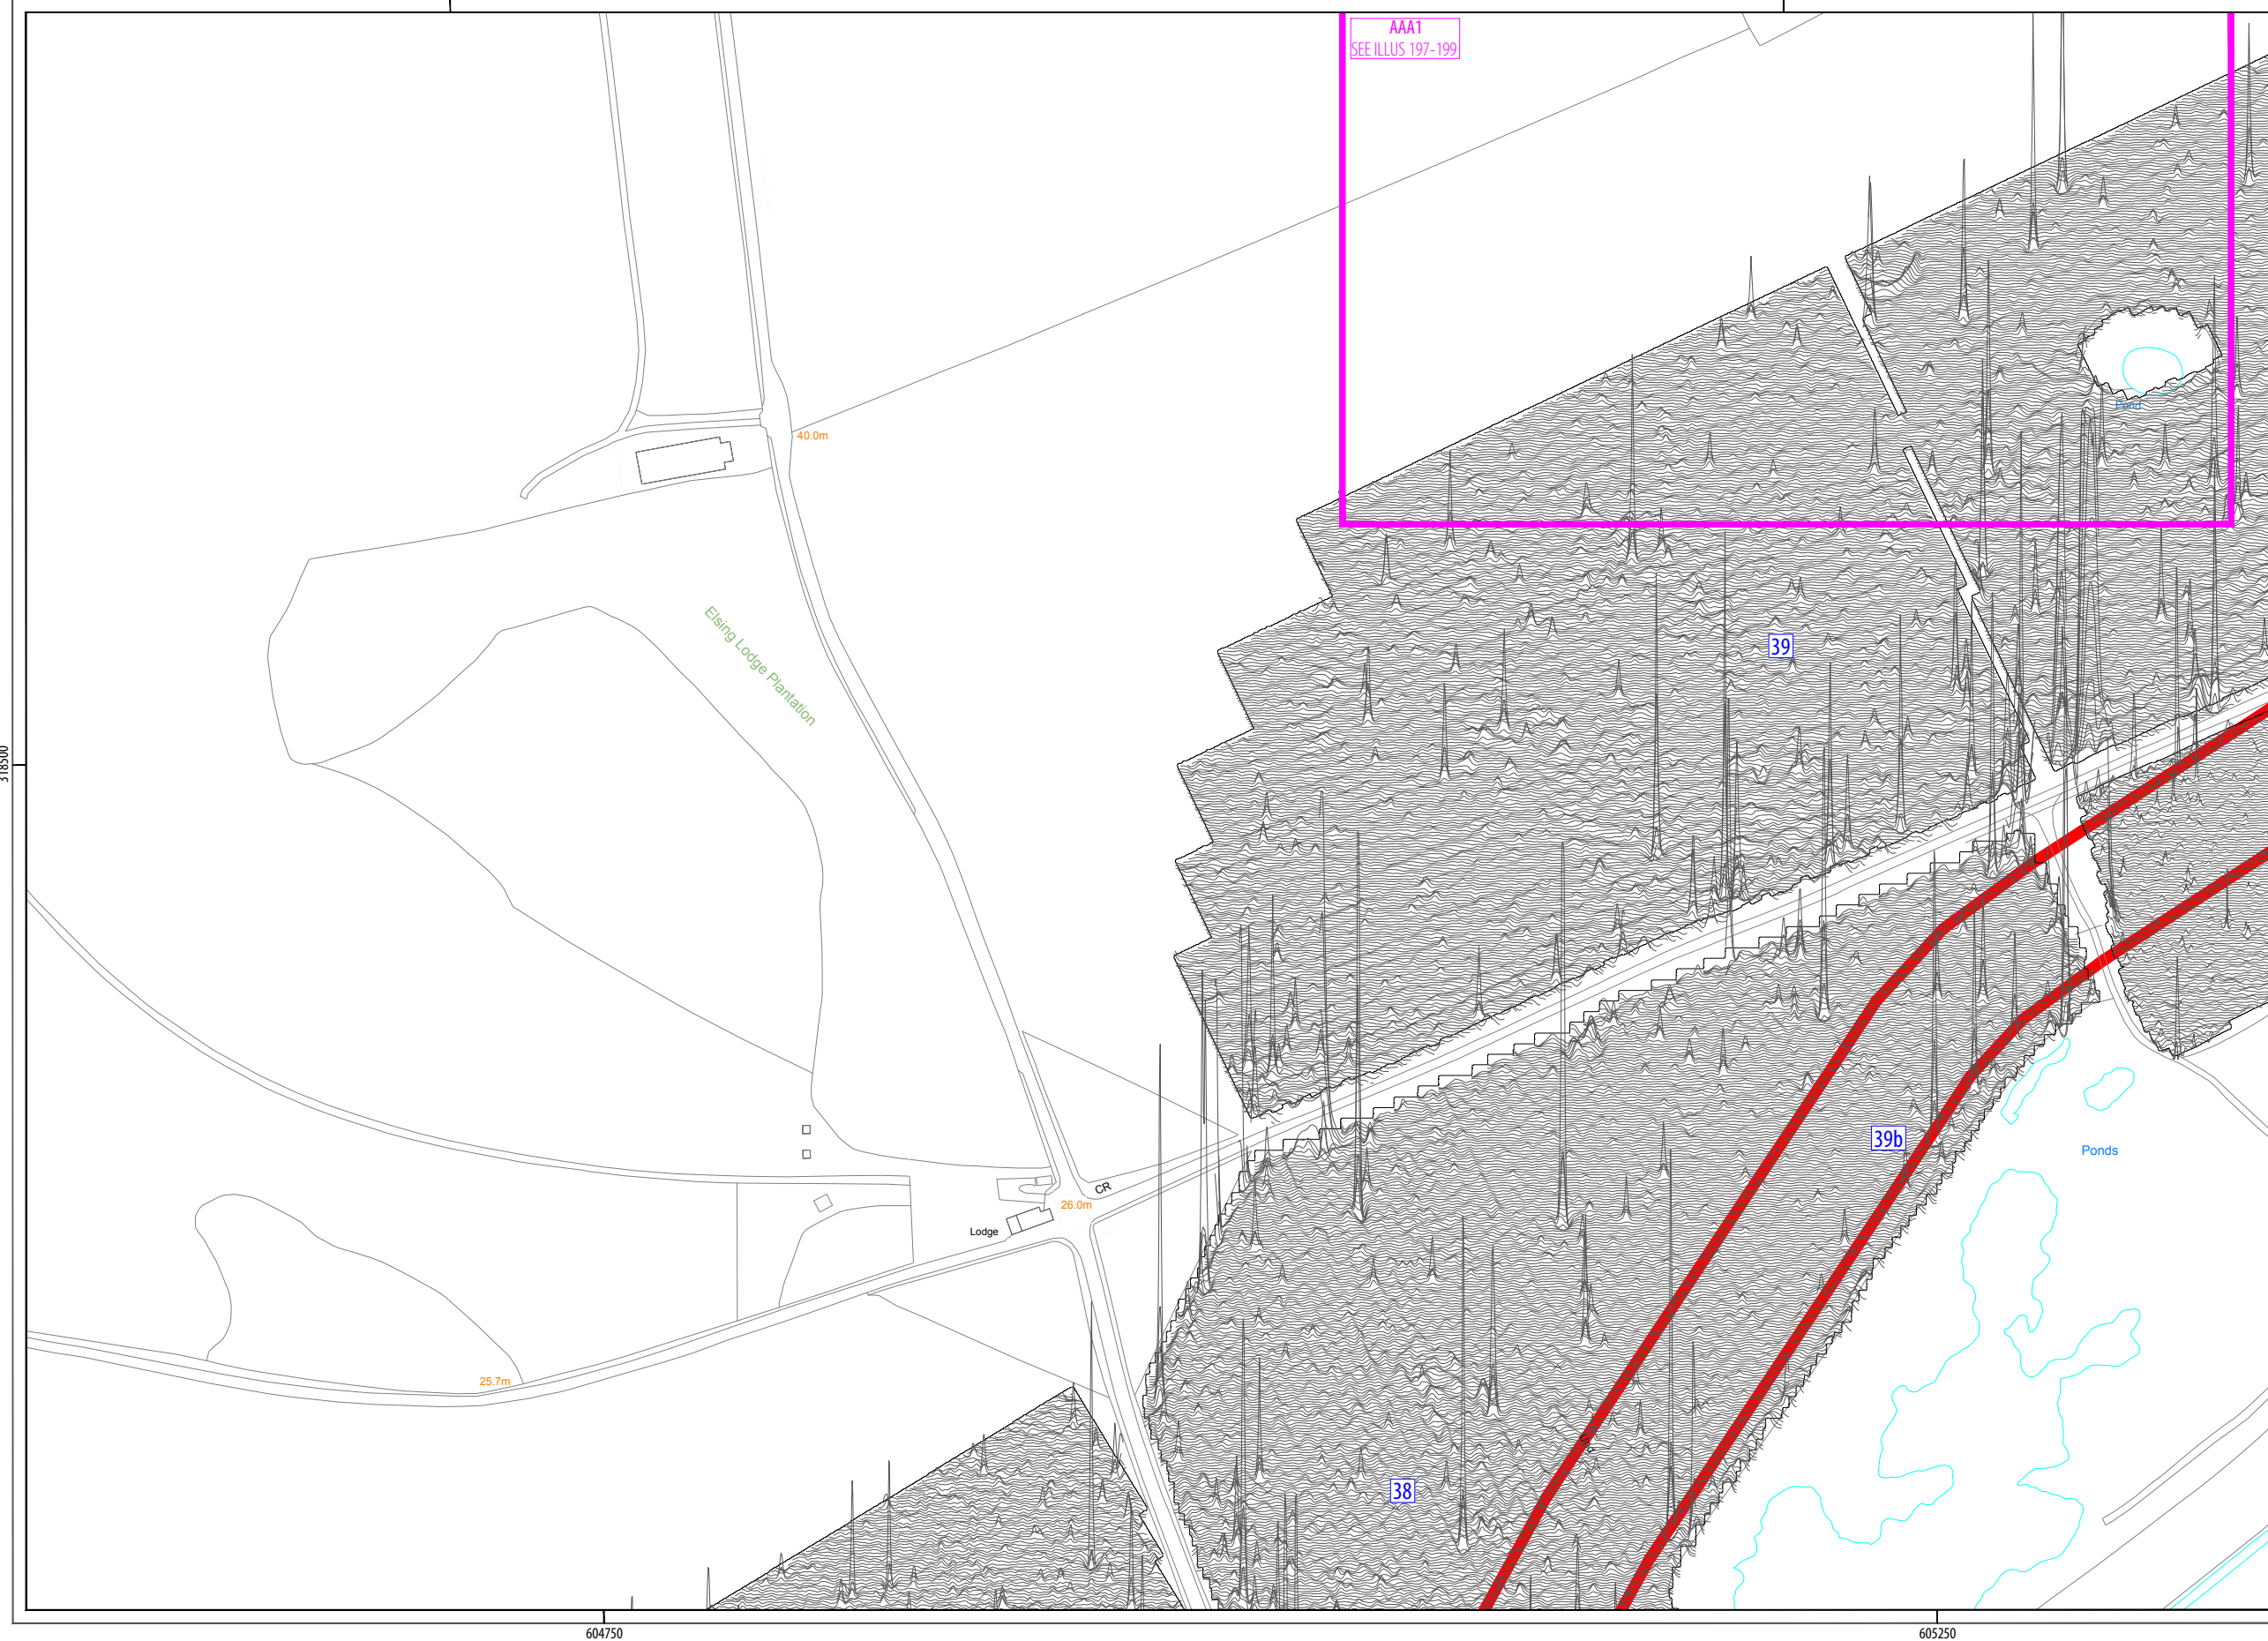 AAA1
SEE ILLUS 197-199
Pond
40.0m
Elsing Lodge Plantation
39
318500
39b
Ponds
CR
26.0m
Lodge
25.7m
38
604750
605250